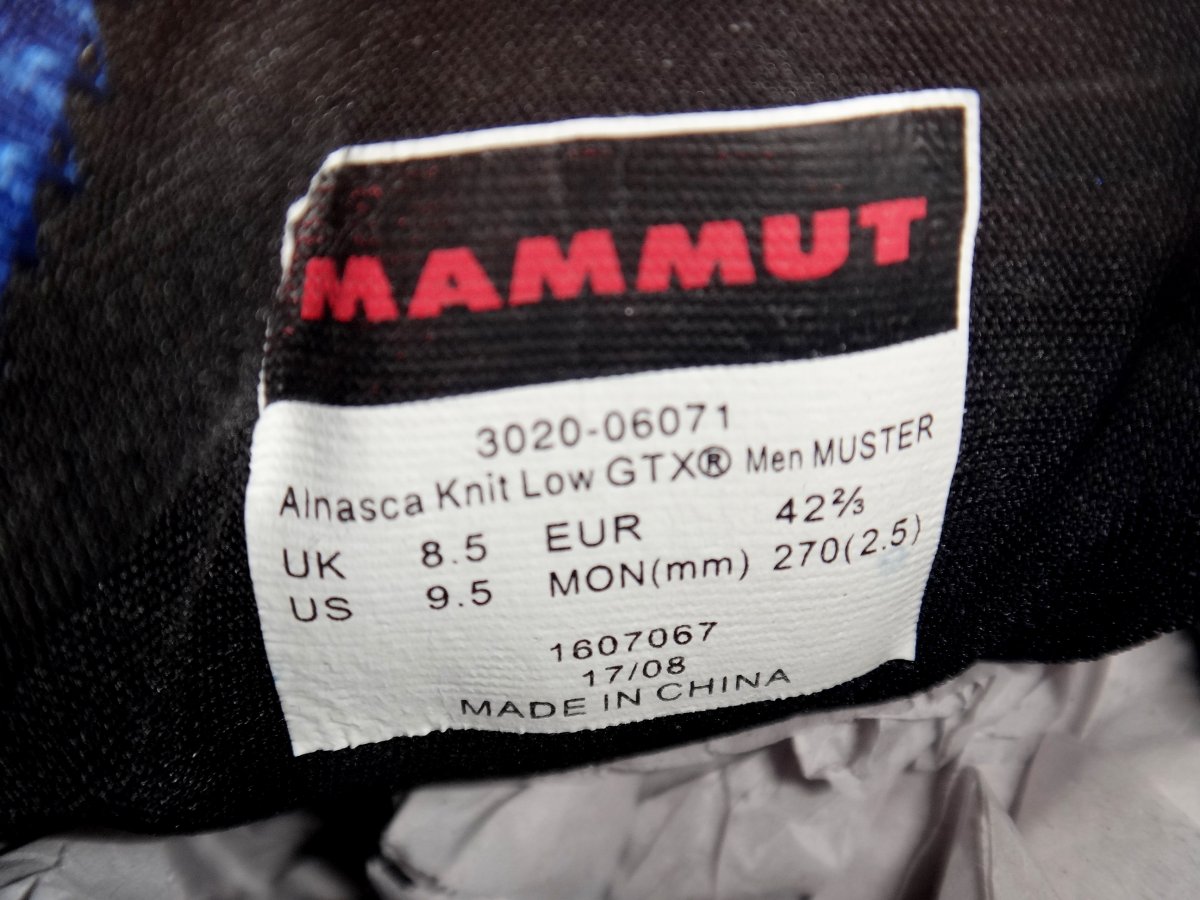 MAMMUT
3020-06071
Alnasca Knit Low GTX® Men MUSTER
UK 8.5 EUR 42⅔
US 9.5 MON(mm) 270(2.5)
1607067
17/08
MADE IN CHINA